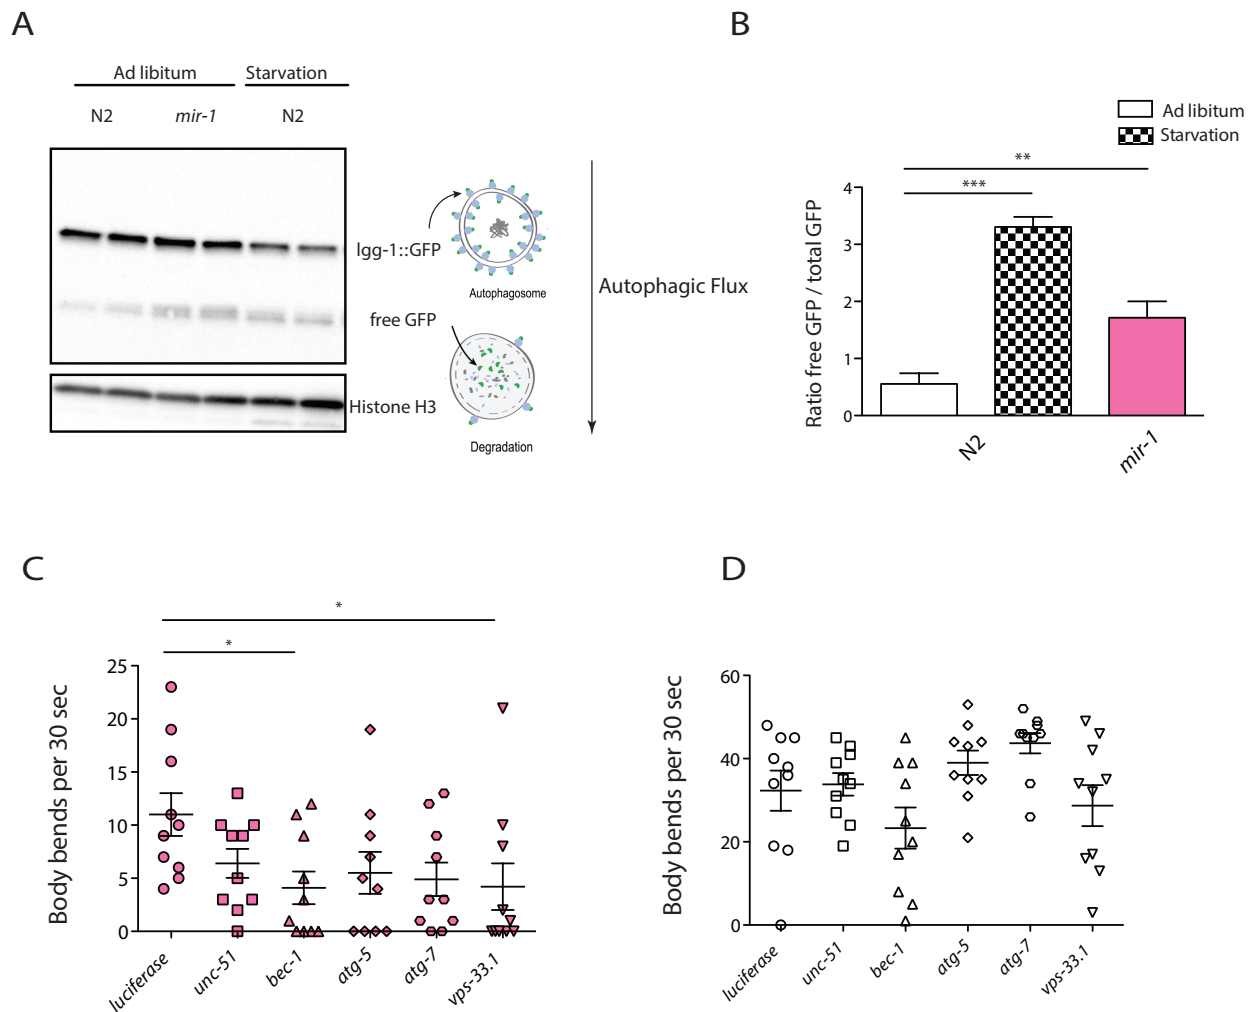 A
Ad libitum Starvation
N2 mir-1 N2
lgg-1::GFP
Autophagosome
free GFP
Histone H3
Degradation
Autophagic Flux
B
Ad libitum
Starvation
**
***
Ratio free GFP / total GFP
4
3
2
1
0
N2 mir-1
C
*
*
Body bends per 30 sec
25
20
15
10
5
0
luciferase unc-51 bec-1 atg-5 atg-7 vps-33.1
D
Body bends per 30 sec
60
40
20
0
luciferase unc-51 bec-1 atg-5 atg-7 vps-33.1